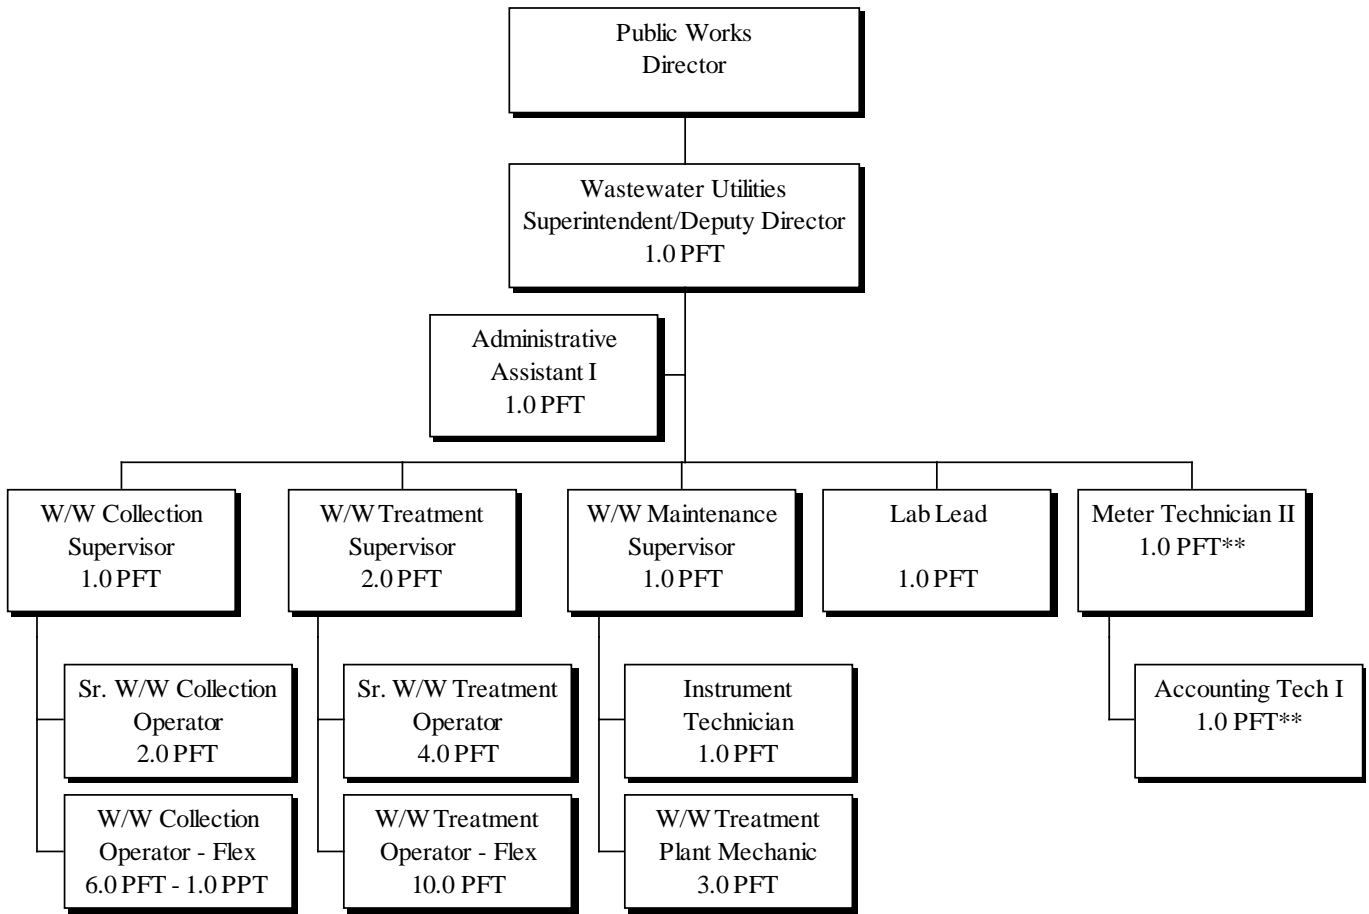 Public Works
Director
Wastewater Utilities
Superintendent/Deputy Director
1.0 PFT
Administrative
Assistant I
1.0 PFT
W/W Collection
Supervisor
1.0 PFT
W/W Treatment
Supervisor
2.0 PFT
W/W Maintenance
Supervisor
1.0 PFT
Lab Lead
1.0 PFT
Meter Technician II
1.0 PFT**
Sr. W/W Collection
Operator
2.0 PFT
Sr. W/W Treatment
Operator
4.0 PFT
Instrument
Technician
1.0 PFT
Accounting Tech I
1.0 PFT**
W/W Collection
Operator - Flex
6.0 PFT - 1.0 PPT
W/W Treatment
Operator - Flex
10.0 PFT
W/W Treatment
Plant Mechanic
3.0 PFT